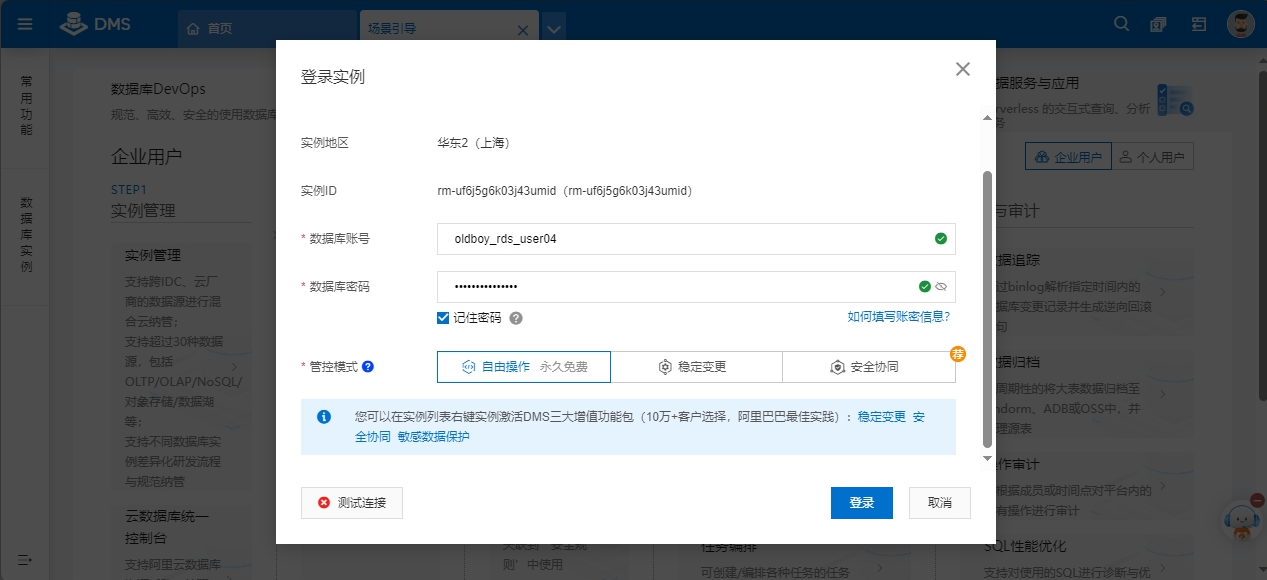 DMS
首页
场景引导
常用功能
数据库实例
数据库DevOps
规范、高效、安全的使用数据库
企业用户
STEP1
实例管理
实例管理
支持跨IDC、云厂
商的数据源进行混
合云纳管；
支持超过30种数据
源，包括
OLTP/OLAP/NoSQL/
对象存储/数据湖
等；
支持不同数据库实
例差异化研发流程
与规范纳管
云数据库统一
控制台
支持阿里云数据库
登录实例
实例地区
华东2（上海）
实例ID
rm-uf6j5g6k03j43umid（rm-uf6j5g6k03j43umid）
* 数据库账号
oldboy_rds_user04
* 数据库密码
•••••••••••••••
记住密码
如何填写账密信息?
* 管控模式
自由操作 永久免费
稳定变更
安全协同
荐
您可以在实例列表右键实例激活DMS三大增值功能包（10万+客户选择，阿里巴巴最佳实践）：稳定变更 安
全协同 敏感数据保护
测试连接
登录
取消
则’中使用
任务编排
可创建/编排各种任务的任务
据服务与应用
rverless 的交互式查询、分析
务
企业用户
个人用户
与审计
据追踪
过binlog解析指定时间内的
据库变更记录并生成逆向回滚
句
据归档
周期性的将大表数据归档至
ndorm、ADB或OSS中，并
理源表
作审计
根据成员或时间点对平台内的
有操作进行审计
SQL性能优化
支持对使用的SQL进行诊断与优